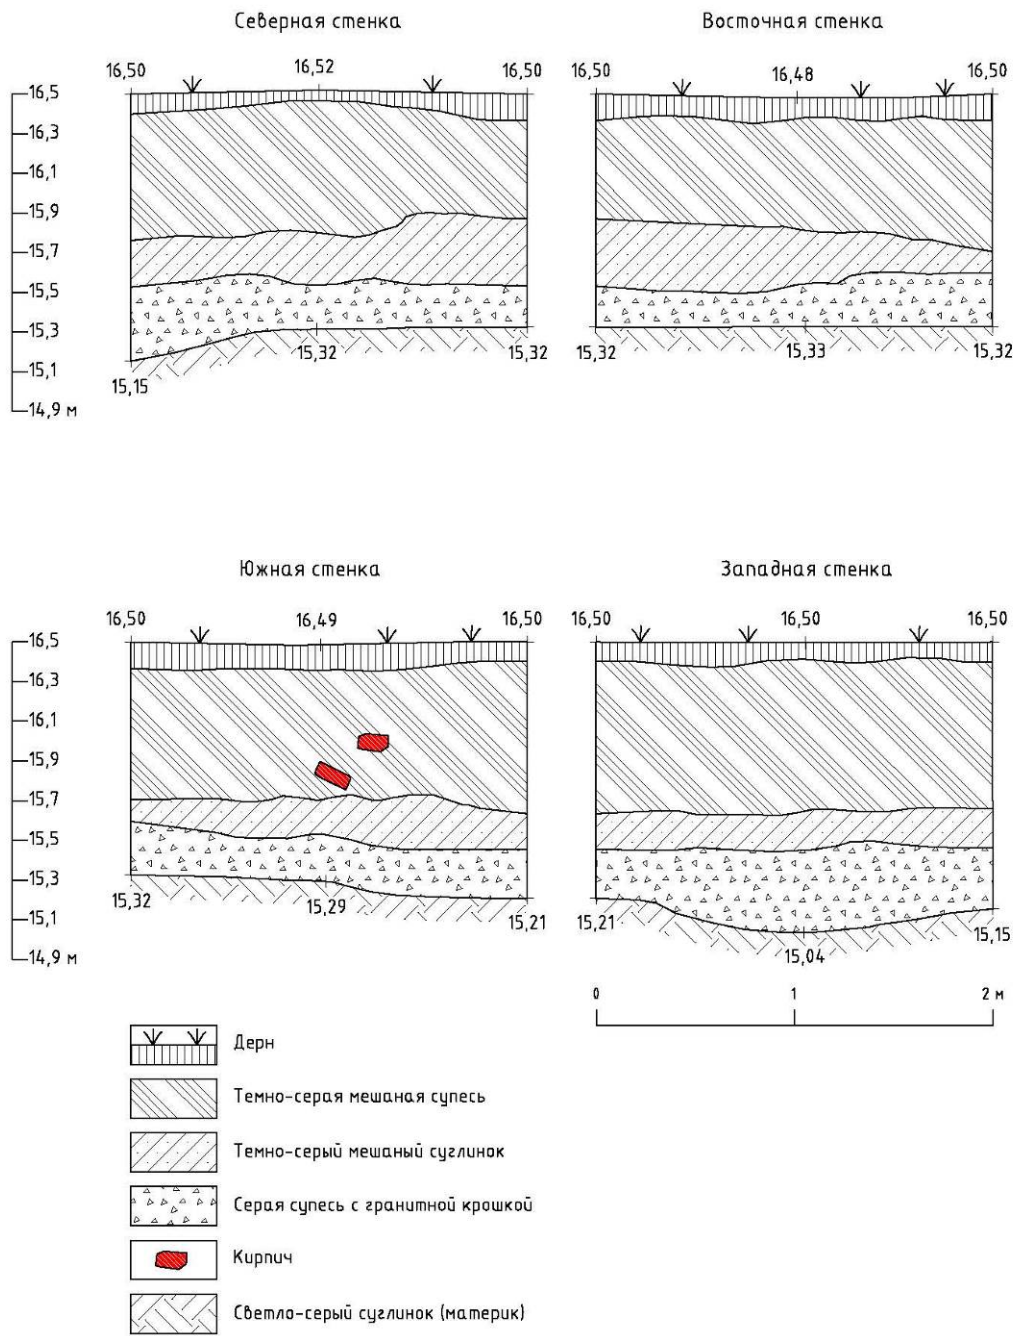 Северная стенка
Восточная стенка
16,50 16,52 16,50
16,50 16,48 16,50
16,5
16,3
16,1
15,9
15,7
15,5
15,3
15,1
14,9 м
15,15 15,32 15,32
15,32 15,33 15,32
Южная стенка
Западная стенка
16,50 16,49 16,50
16,50 16,50 16,50
16,5
16,3
16,1
15,9
15,7
15,5
15,3
15,1
14,9 м
15,32 15,29 15,21
15,21 15,04 15,15
0 1 2 м
Дерн
Темно-серая мешаная супесь
Темно-серый мешаный суглинок
Серая супесь с гранитной крошкой
Кирпич
Светло-серый суглинок (материк)